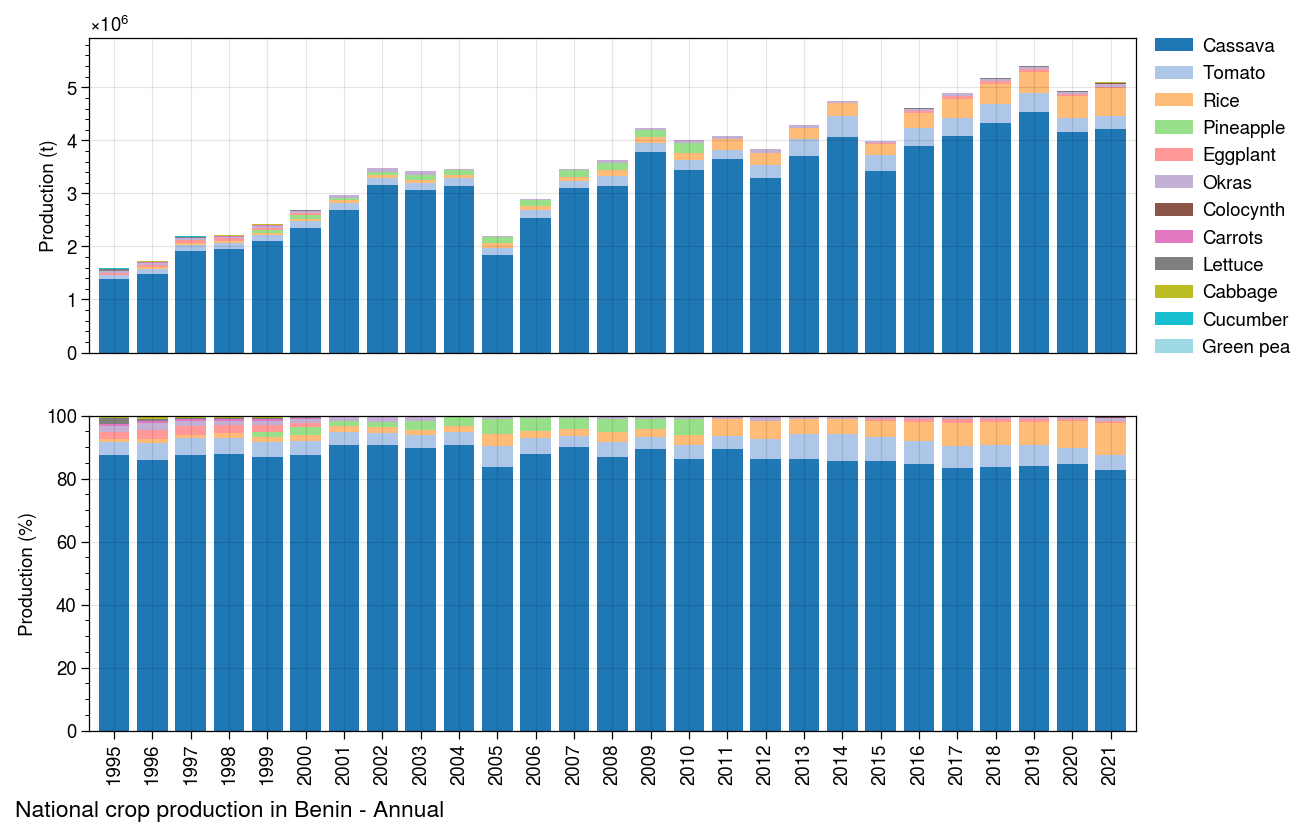 ×10⁶
Production (t)
5
4
3
2
1
0
Cassava
Tomato
Rice
Pineapple
Eggplant
Okras
Colocynth
Carrots
Lettuce
Cabbage
Cucumber
Green pea
Production (%)
100
80
60
40
20
0
1995 1996 1997 1998 1999 2000 2001 2002 2003 2004 2005 2006 2007 2008 2009 2010 2011 2012 2013 2014 2015 2016 2017 2018 2019 2020 2021
National crop production in Benin - Annual